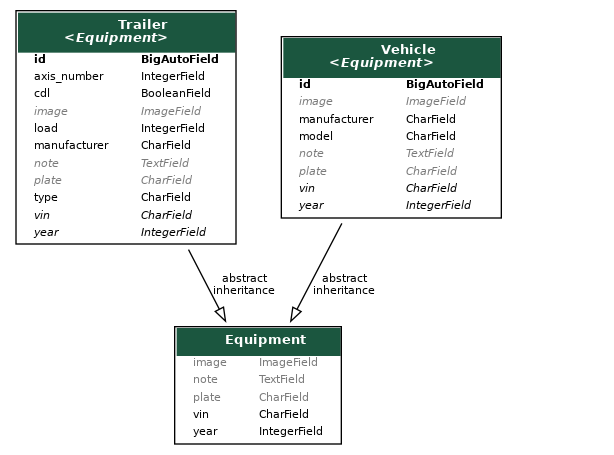 Trailer
<Equipment>
id BigAutoField
axis_number IntegerField
cdl BooleanField
image ImageField
load IntegerField
manufacturer CharField
note TextField
plate CharField
type CharField
vin CharField
year IntegerField
Vehicle
<Equipment>
id BigAutoField
image ImageField
manufacturer CharField
model CharField
note TextField
plate CharField
vin CharField
year IntegerField
abstract
inheritance
abstract
inheritance
Equipment
image ImageField
note TextField
plate CharField
vin CharField
year IntegerField